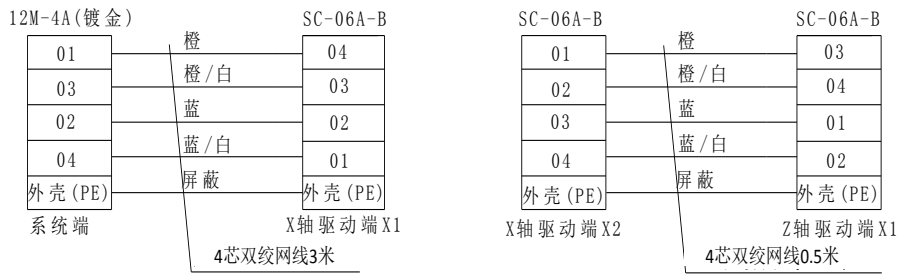 12M-4A(镀金) SC-06A-B SC-06A-B SC-06A-B
01 橙 04 01 橙 03
03 橙/白 03 02 橙/白 04
02 蓝 02 03 蓝 01
04 蓝/白 01 04 蓝/白 02
外壳(PE) 屏蔽 外壳(PE) 外壳(PE) 屏蔽 外壳(PE)
系统端 X轴驱动端X1 X轴驱动端X2 Z轴驱动端X1
4芯双绞网线3米 4芯双绞网线0.5米